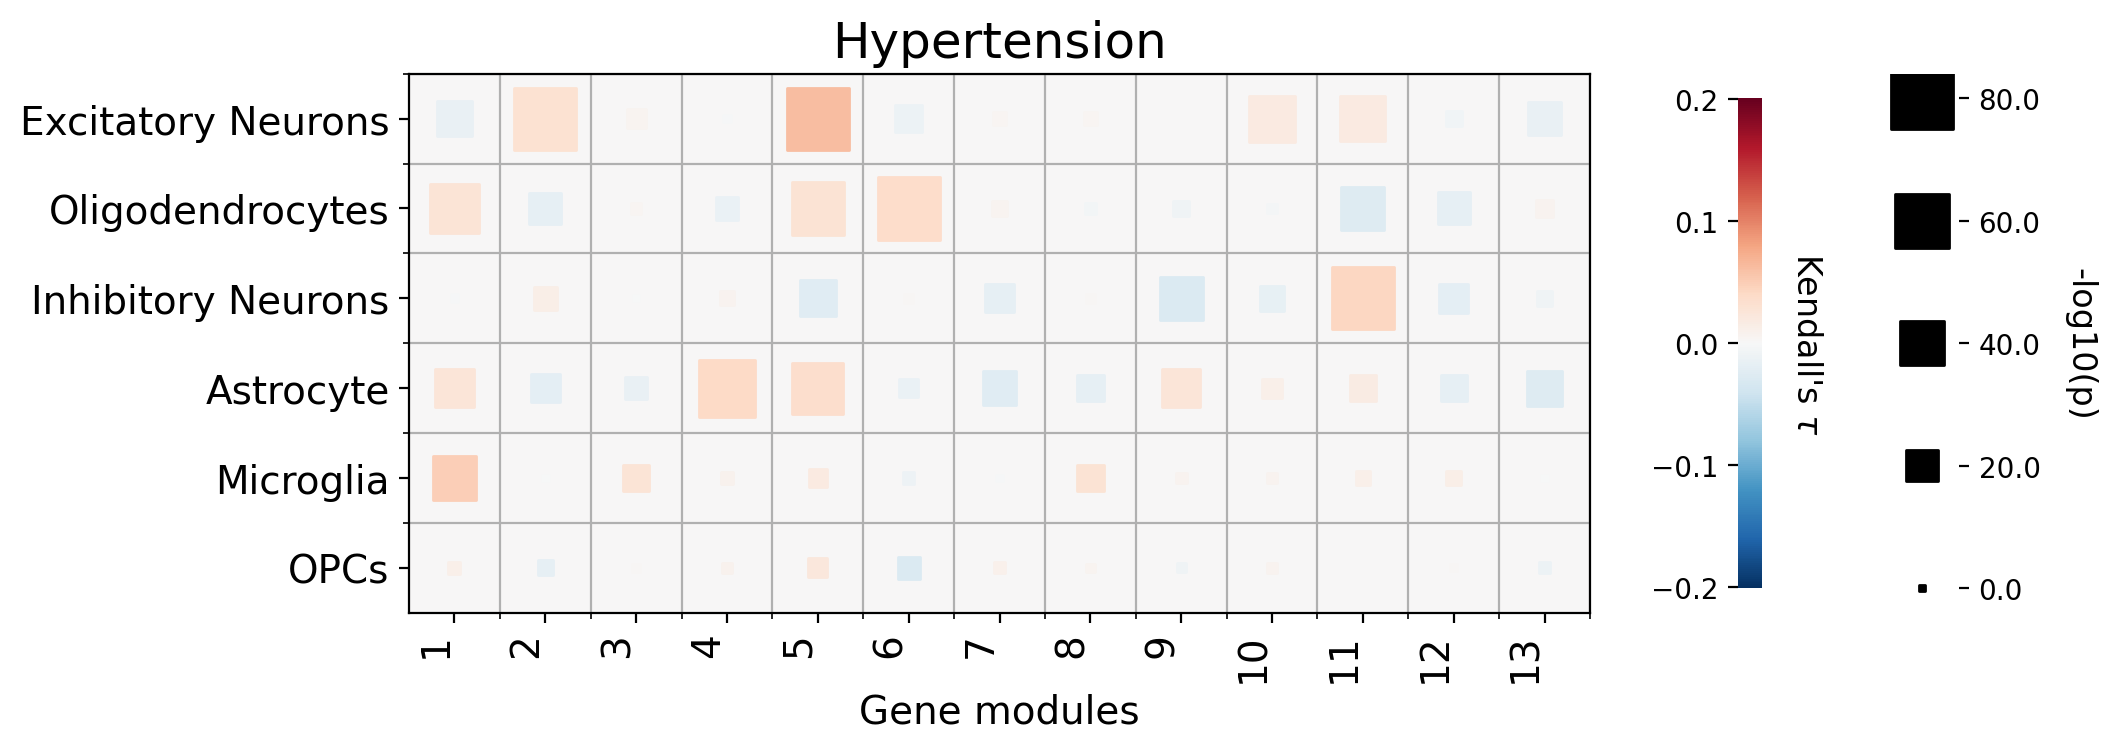 Hypertension
Excitatory Neurons
Oligodendrocytes
Inhibitory Neurons
Astrocyte
Microglia
OPCs
1
2
3
4
5
6
7
8
9
10
11
12
13
Gene modules
0.2
0.1
0.0
−0.1
−0.2
Kendall's τ
80.0
60.0
40.0
20.0
0.0
-log10(p)